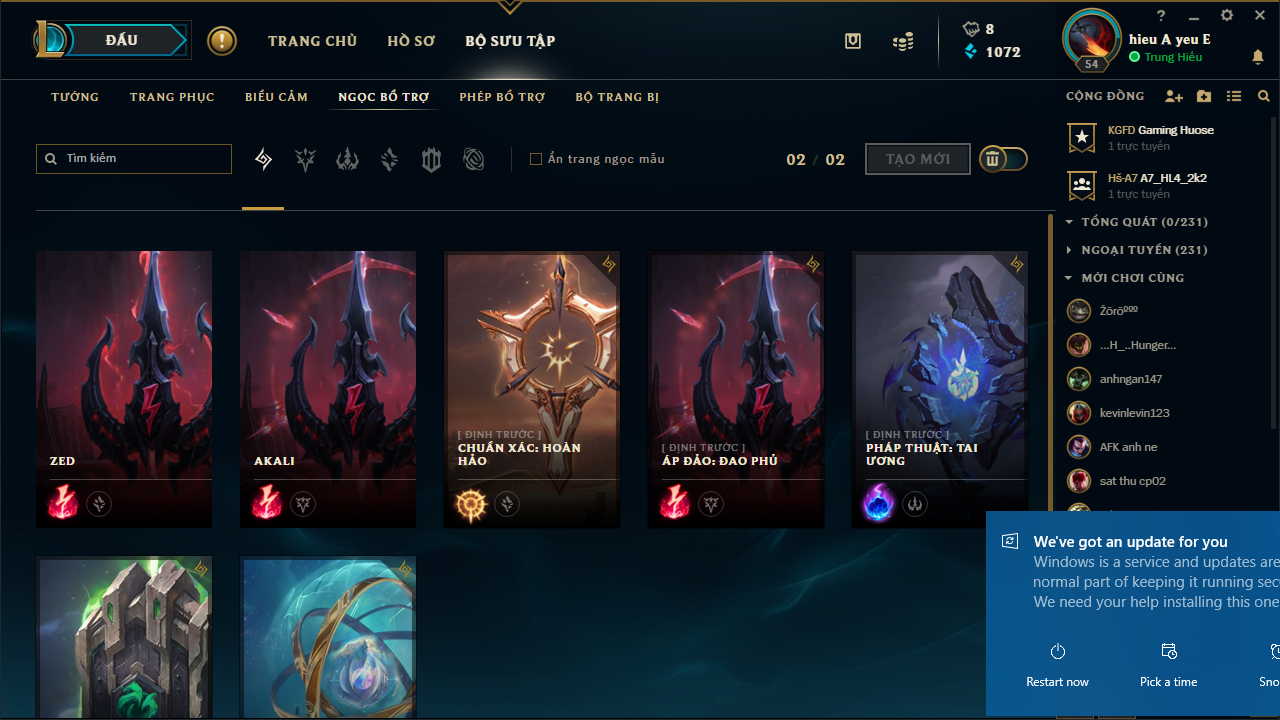 ĐẤU
!
TRANG CHỦ
HỒ SƠ
BỘ SƯU TẬP
8
1072
?
54
hieu A yeu E
Trung Hiếu
TƯỚNG
TRANG PHỤC
BIỂU CẢM
NGỌC BỔ TRỢ
PHÉP BỔ TRỢ
BỘ TRANG BỊ
Tìm kiếm
Ẩn trang ngọc mẫu
02 / 02
TẠO MỚI
ZED
AKALI
[ ĐỊNH TRƯỚC ]
CHUẨN XÁC: HOÀN
HẢO
[ ĐỊNH TRƯỚC ]
ÁP ĐẢO: ĐAO PHỦ
[ ĐỊNH TRƯỚC ]
PHÁP THUẬT: TAI
ƯƠNG
CỘNG ĐỒNG
KGFD Gaming Huose
1 trực tuyến
Hš-A7 A7_HL4_2k2
1 trực tuyến
TỔNG QUÁT (0/231)
NGOẠI TUYẾN (231)
MỚI CHƠI CÙNG
Žörõººº
...H_..Hunger...
anhngan147
kevinlevin123
AFK anh ne
sat thu cp02
We've got an update for you
Windows is a service and updates are
normal part of keeping it running sec
We need your help installing this one
Restart now
Pick a time
Sno